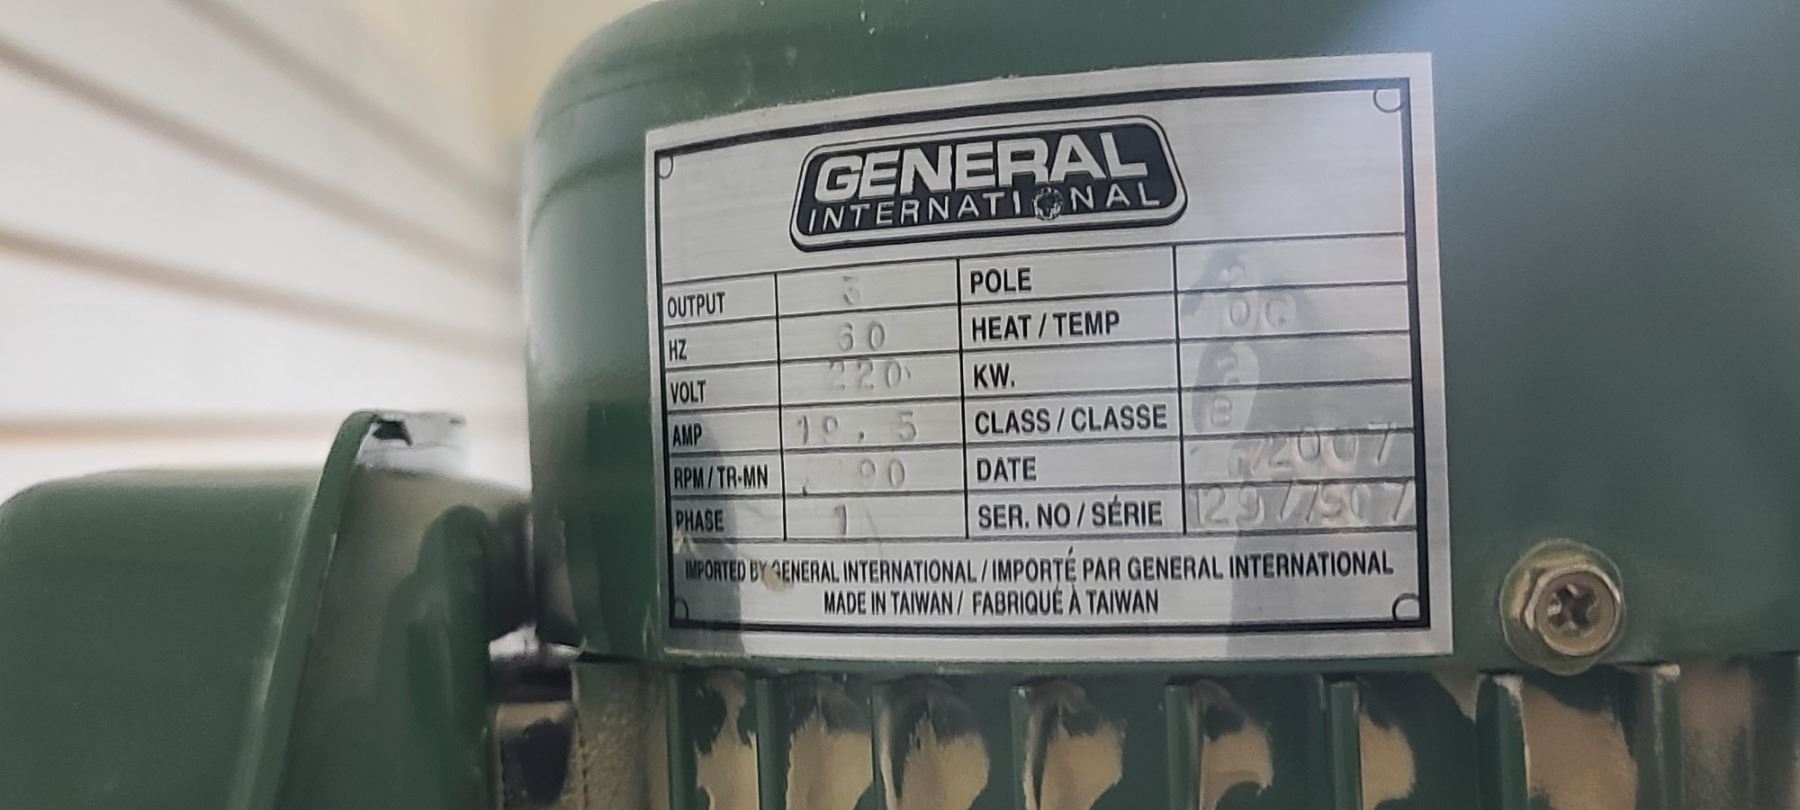 GENERAL
INTERNATIONAL
OUTPUT 3 POLE
HZ 60 HEAT / TEMP
VOLT 220 KW.
AMP 19.5 CLASS / CLASSE B
RPM / TR-MN DATE
PHASE 1 SER. NO / SÉRIE
IMPORTED BY GENERAL INTERNATIONAL / IMPORTÉ PAR GENERAL INTERNATIONAL
MADE IN TAIWAN / FABRIQUÉ À TAIWAN